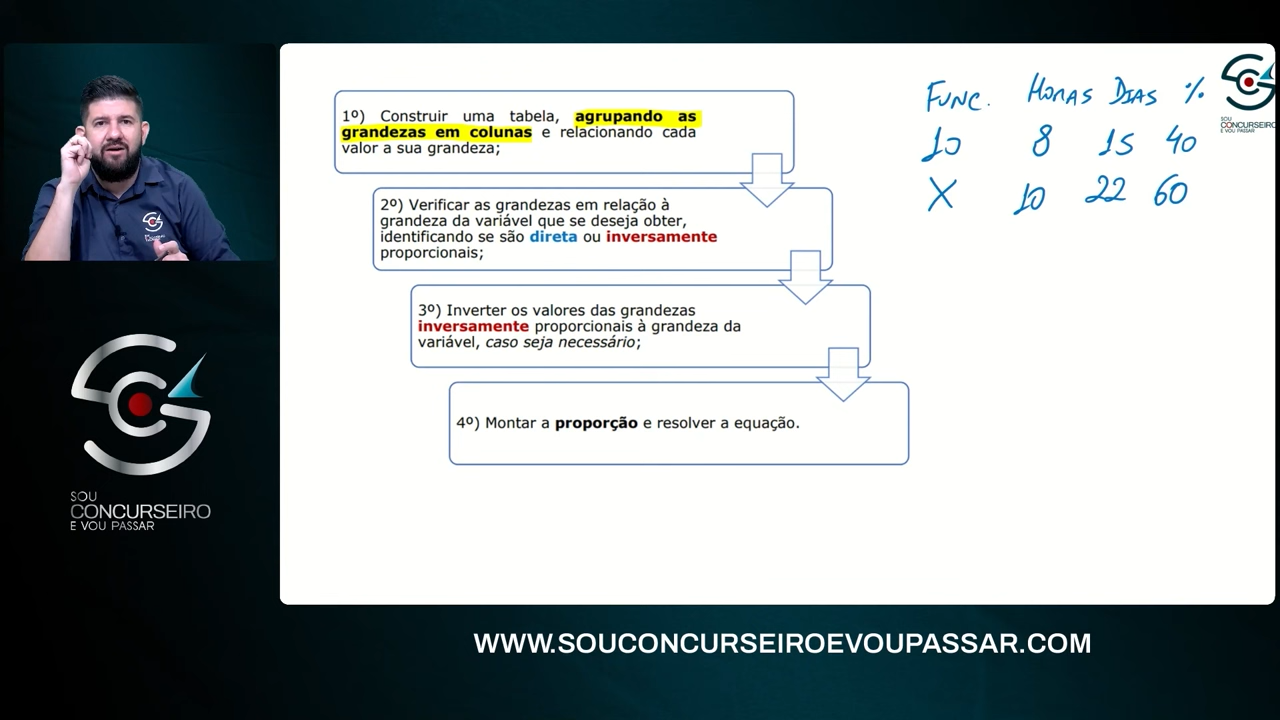 1º) Construir uma tabela, agrupando as
grandezas em colunas e relacionando cada
valor a sua grandeza;
2º) Verificar as grandezas em relação à
grandeza da variável que se deseja obter,
identificando se são direta ou inversamente
proporcionais;
3º) Inverter os valores das grandezas
inversamente proporcionais à grandeza da
variável, caso seja necessário;
4º) Montar a proporção e resolver a equação.
FUNC. HORAS DIAS %
10 8 15 40
X 10 22 60
SOU
CONCURSEIRO
E VOU PASSAR
SOU
CONCURSEIRO
E VOU PASSAR
WWW.SOUCONCURSEIROEVOUPASSAR.COM